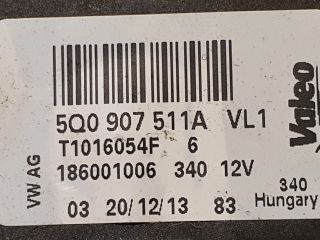 5Q0 907 511A VL1
T1016054F 6
186001006 340 12V
03 20/12/13 83
VW AG
Valeo
340
Hungary